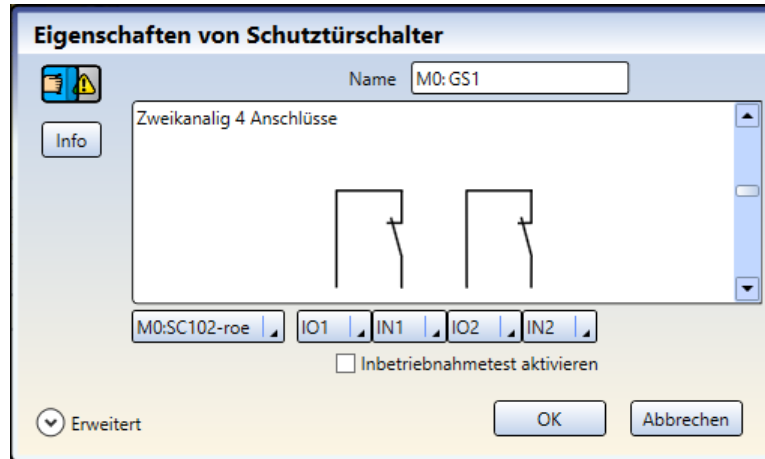 Eigenschaften von Schutztürschalter
Name M0:GS1
Info
Zweikanalig 4 Anschlüsse
M0:SC102-roe IO1 IN1 IO2 IN2
Inbetriebnahmetest aktivieren
Erweitert OK Abbrechen